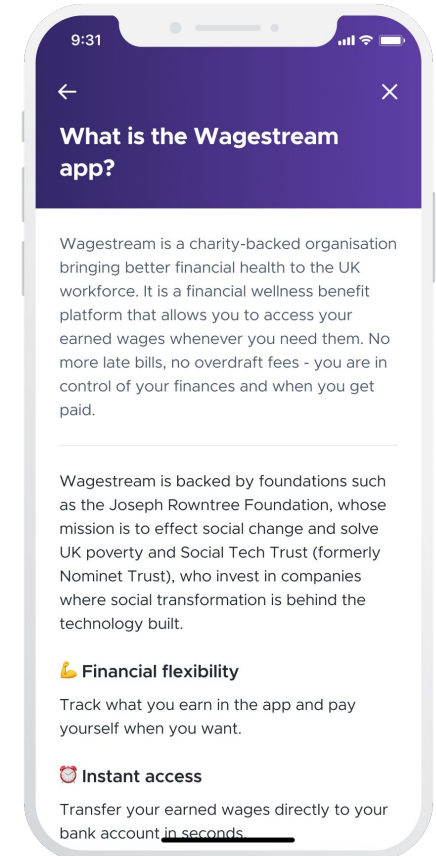 9:31
What is the Wagestream
app?
Wagestream is a charity-backed organisation
bringing better financial health to the UK
workforce. It is a financial wellness benefit
platform that allows you to access your
earned wages whenever you need them. No
more late bills, no overdraft fees - you are in
control of your finances and when you get
paid.
Wagestream is backed by foundations such
as the Joseph Rowntree Foundation, whose
mission is to effect social change and solve
UK poverty and Social Tech Trust (formerly
Nominet Trust), who invest in companies
where social transformation is behind the
technology built.
💪 Financial flexibility
Track what you earn in the app and pay
yourself when you want.
⏰ Instant access
Transfer your earned wages directly to your
bank account in seconds.